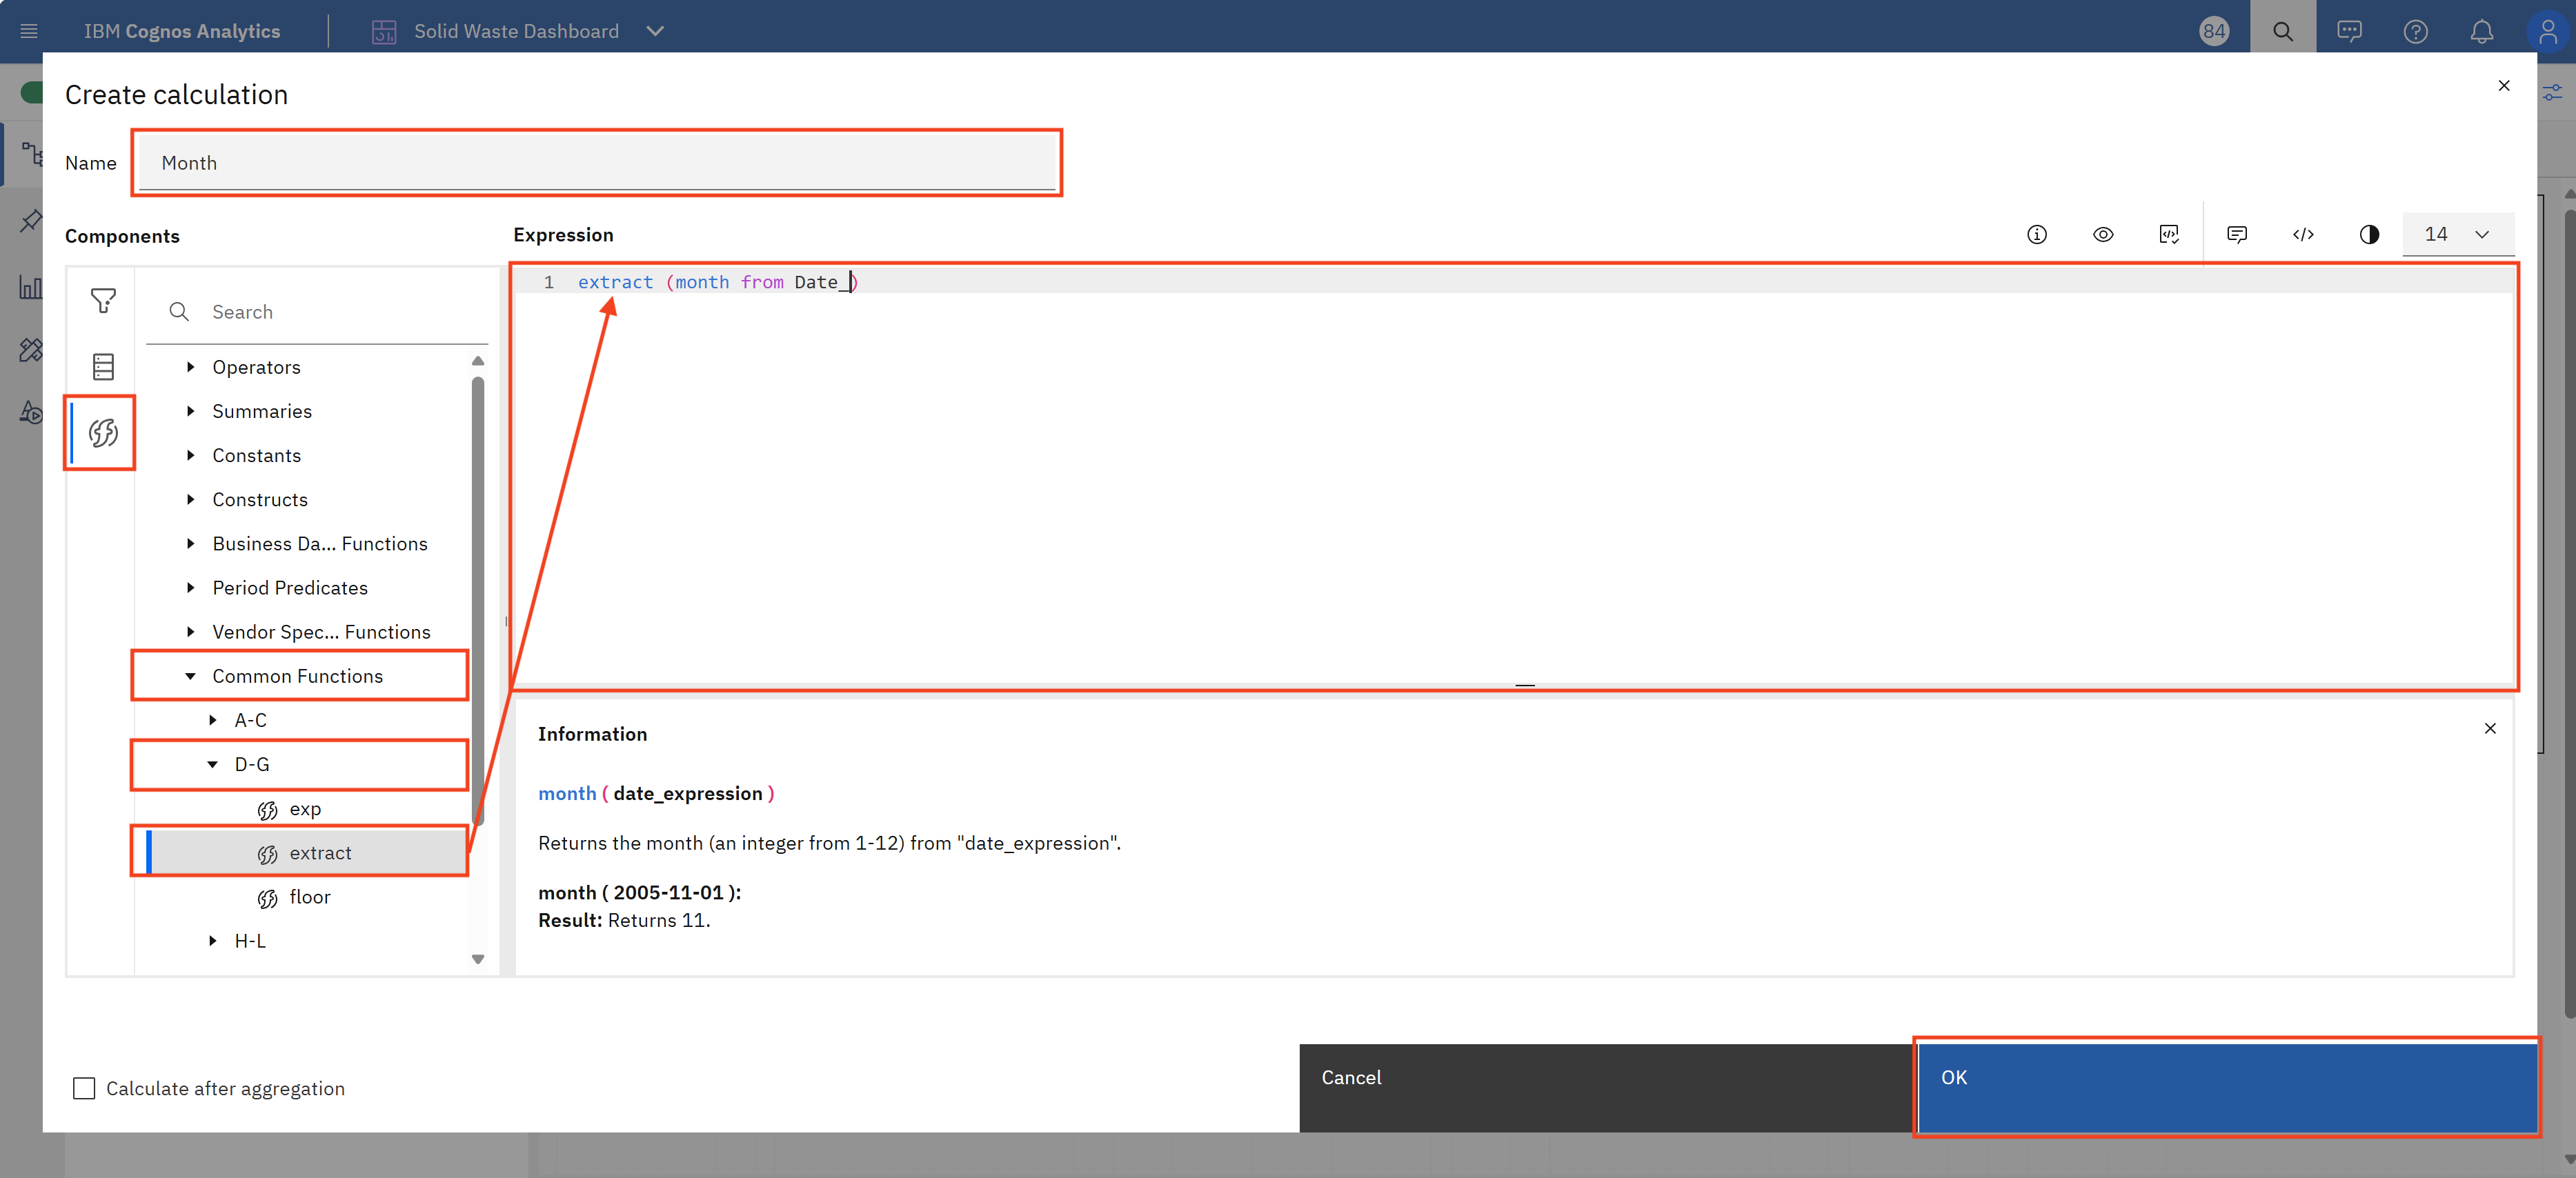 IBM Cognos Analytics
Solid Waste Dashboard
84
Create calculation
Name
Month
Components
Expression
14
Search
1 extract (month from Date_)
Operators
Summaries
Constants
Constructs
Business Da... Functions
Period Predicates
Vendor Spec... Functions
Common Functions
A-C
D-G
exp
extract
floor
H-L
Information
month ( date_expression )
Returns the month (an integer from 1-12) from "date_expression".
month ( 2005-11-01 ):
Result: Returns 11.
Calculate after aggregation
Cancel
OK